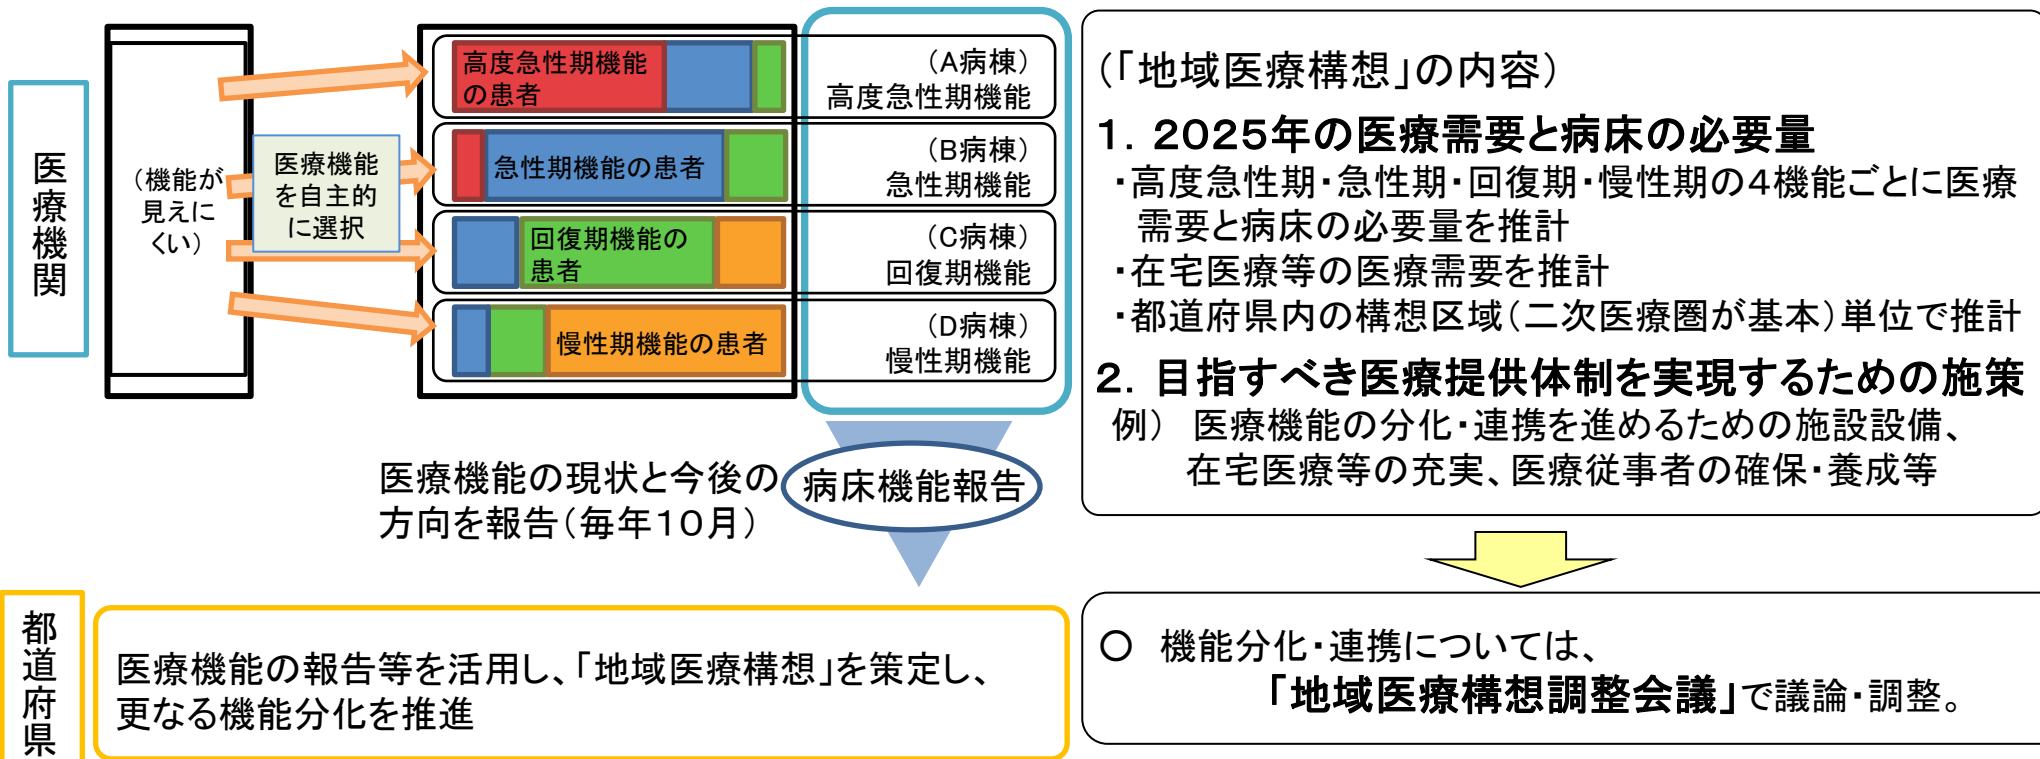 医療機関
（機能が
見えに
くい）
医療機能
を自主的
に選択
高度急性期機能
の患者
（A病棟）
高度急性期機能
急性期機能の患者
（B病棟）
急性期機能
回復期機能の
患者
（C病棟）
回復期機能
慢性期機能の患者
（D病棟）
慢性期機能
医療機能の現状と今後の
方向を報告（毎年１０月）
病床機能報告
都道府県
医療機能の報告等を活用し、「地域医療構想」を策定し、
更なる機能分化を推進
（「地域医療構想」の内容）
１．２０２５年の医療需要と病床の必要量
・高度急性期・急性期・回復期・慢性期の４機能ごとに医療
需要と病床の必要量を推計
・在宅医療等の医療需要を推計
・都道府県内の構想区域（二次医療圏が基本）単位で推計
２．目指すべき医療提供体制を実現するための施策
例） 医療機能の分化・連携を進めるための施設設備、
在宅医療等の充実、医療従事者の確保・養成等
○ 機能分化・連携については、
「地域医療構想調整会議」で議論・調整。